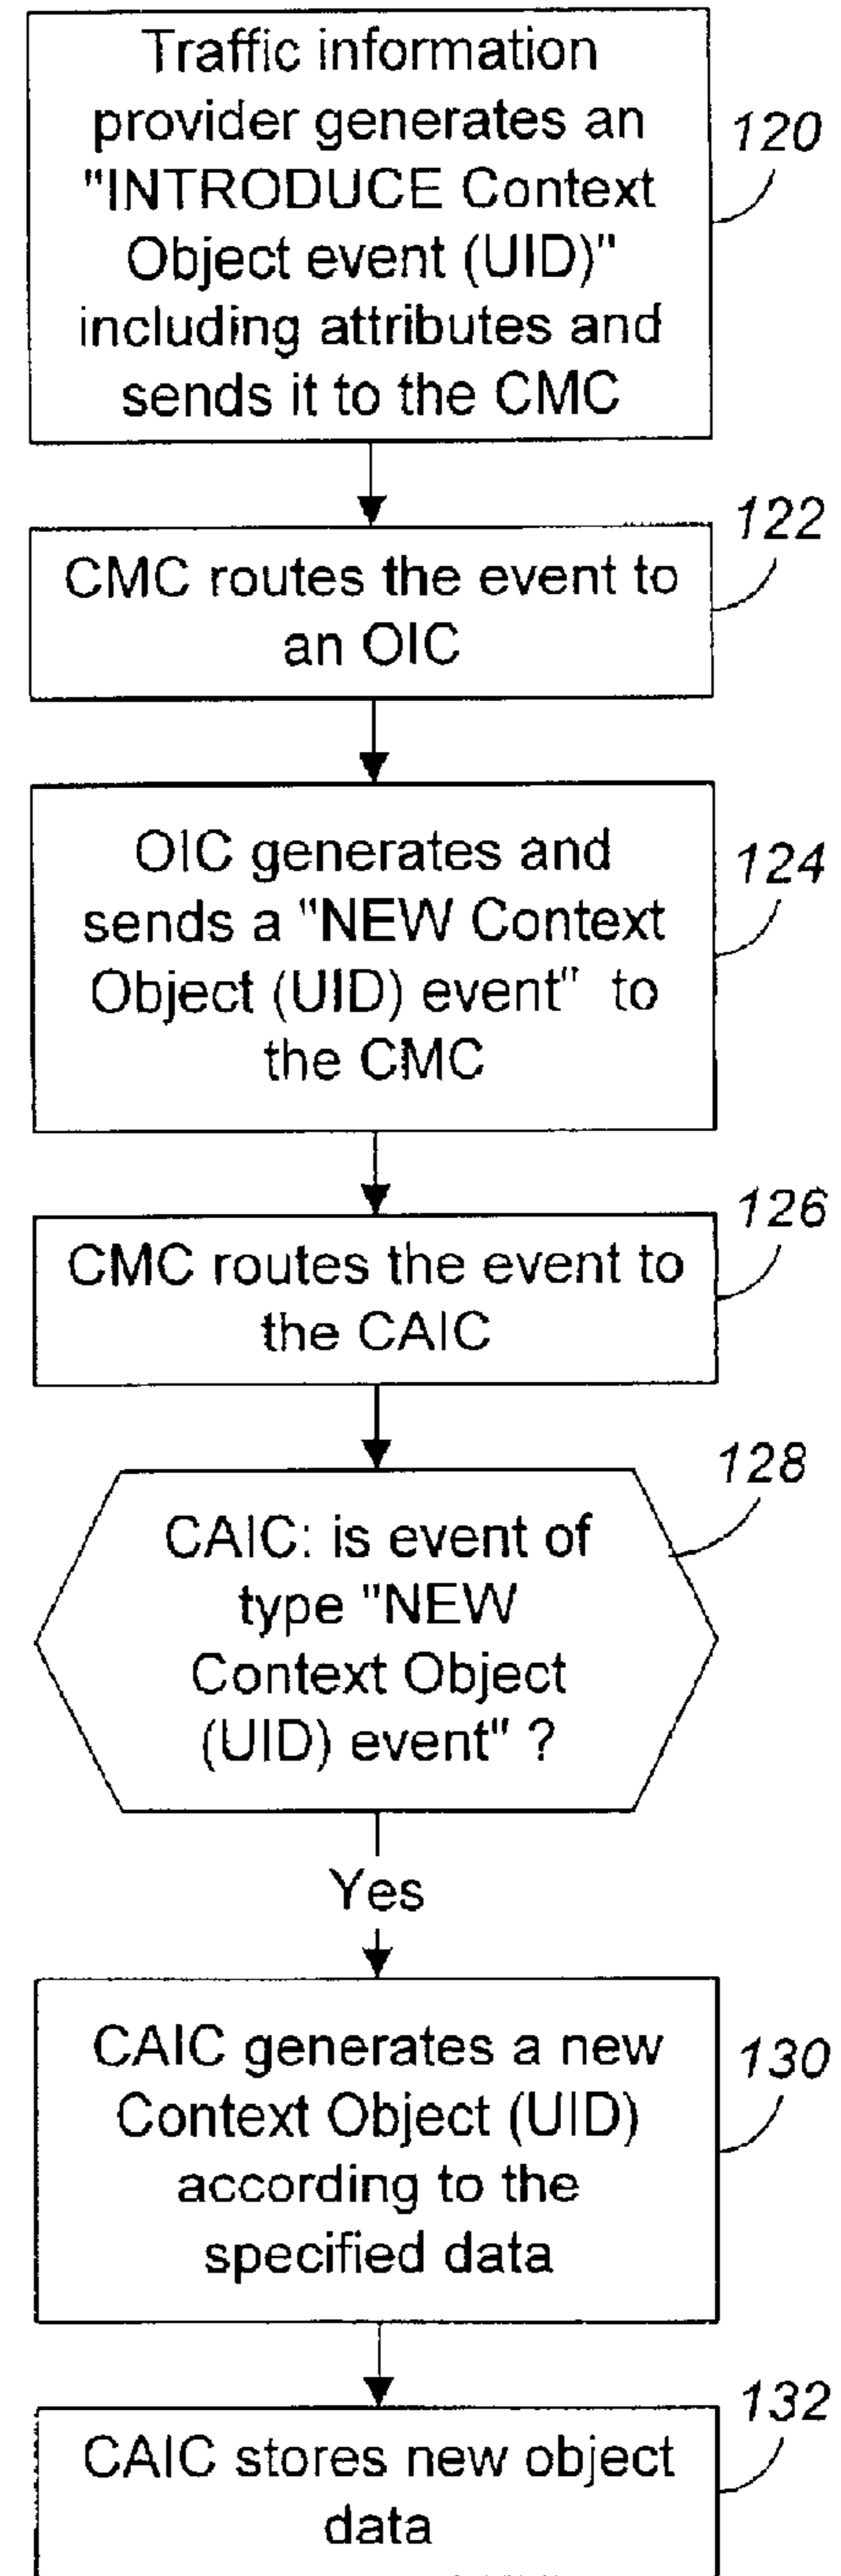 Traffic information
provider generates an
"INTRODUCE Context
Object event (UID)"
including attributes and
sends it to the CMC
120
CMC routes the event to
an OIC
122
OIC generates and
sends a "NEW Context
Object (UID) event" to
the CMC
124
CMC routes the event to
the CAIC
126
CAIC: is event of
type "NEW
Context Object
(UID) event" ?
128
Yes
CAIC generates a new
Context Object (UID)
according to the
specified data
130
CAIC stores new object
data
132